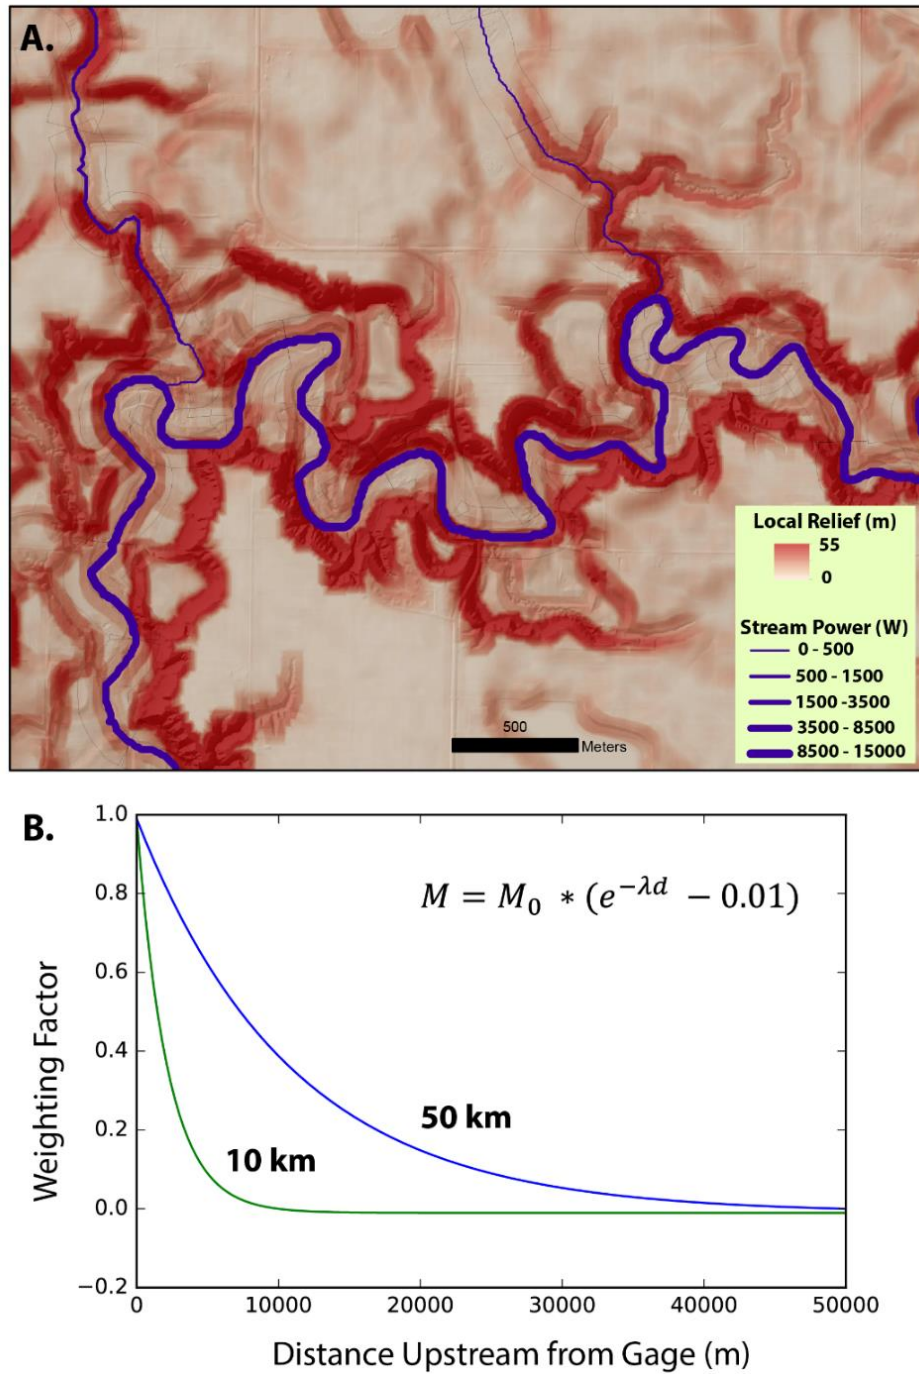 A.
Local Relief (m)
55
0
Stream Power (W)
0 - 500
500 - 1500
1500 -3500
3500 - 8500
8500 - 15000
500
Meters
B.
1.0
0.8
0.6
0.4
0.2
0.0
−0.2
M = M₀ * (e^{−λd} − 0.01)
50 km
10 km
0 10000 20000 30000 40000 50000
Weighting Factor
Distance Upstream from Gage (m)